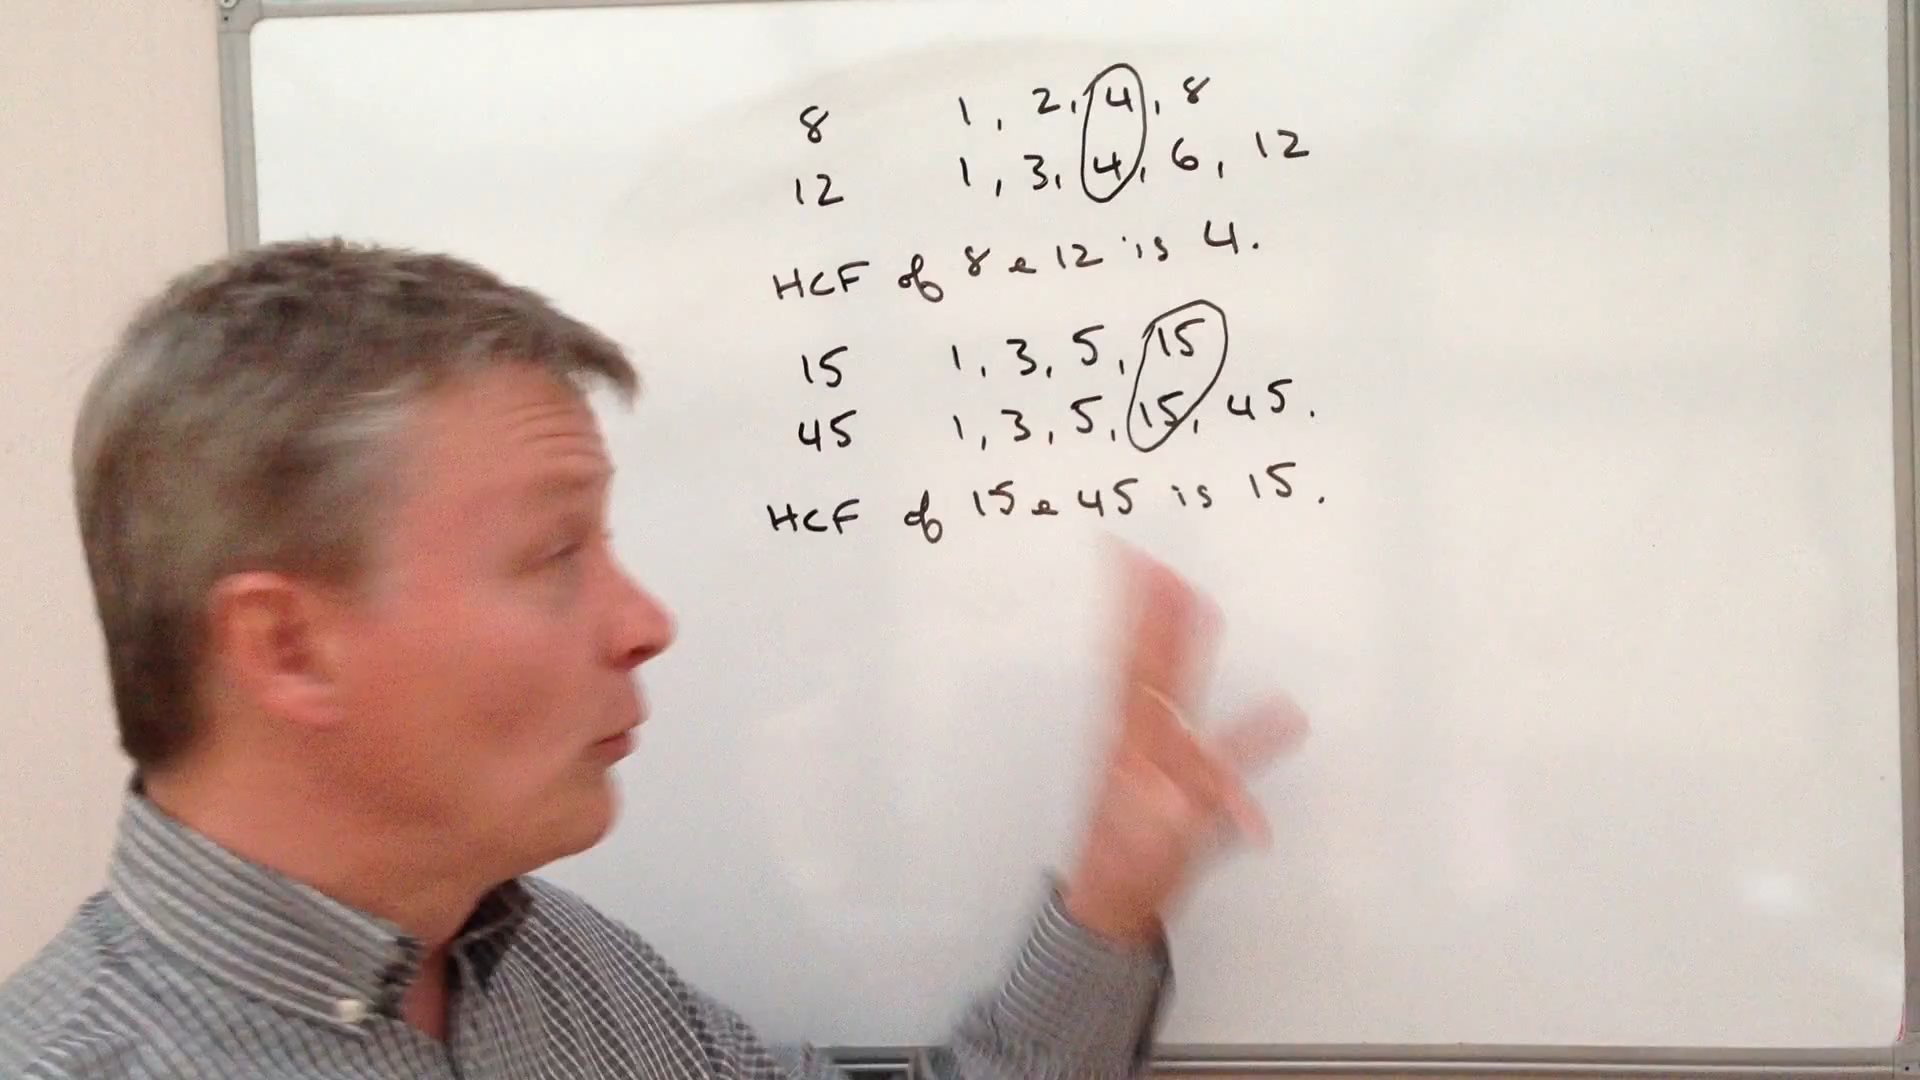 8 1, 2, 4, 8
12 1, 3, 4, 6, 12
HCF of 8 & 12 is 4.
15 1, 3, 5, 15
45 1, 3, 5, 15, 45.
HCF of 15 & 45 is 15.